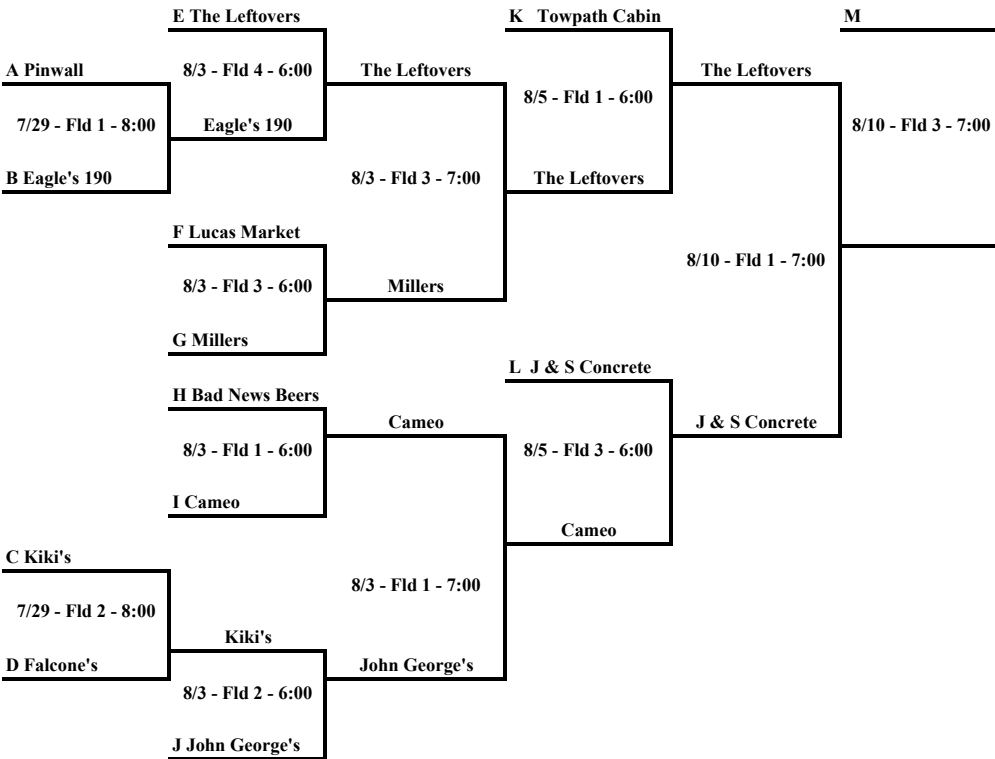 E The Leftovers
K Towpath Cabin
M
A Pinwall
8/3 - Fld 4 - 6:00
The Leftovers
The Leftovers
8/5 - Fld 1 - 6:00
7/29 - Fld 1 - 8:00
Eagle's 190
8/10 - Fld 3 - 7:00
B Eagle's 190
8/3 - Fld 3 - 7:00
The Leftovers
F Lucas Market
8/10 - Fld 1 - 7:00
8/3 - Fld 3 - 6:00
Millers
G Millers
L J & S Concrete
H Bad News Beers
Cameo
J & S Concrete
8/3 - Fld 1 - 6:00
8/5 - Fld 3 - 6:00
I Cameo
Cameo
C Kiki's
8/3 - Fld 1 - 7:00
7/29 - Fld 2 - 8:00
Kiki's
D Falcone's
John George's
8/3 - Fld 2 - 6:00
J John George's